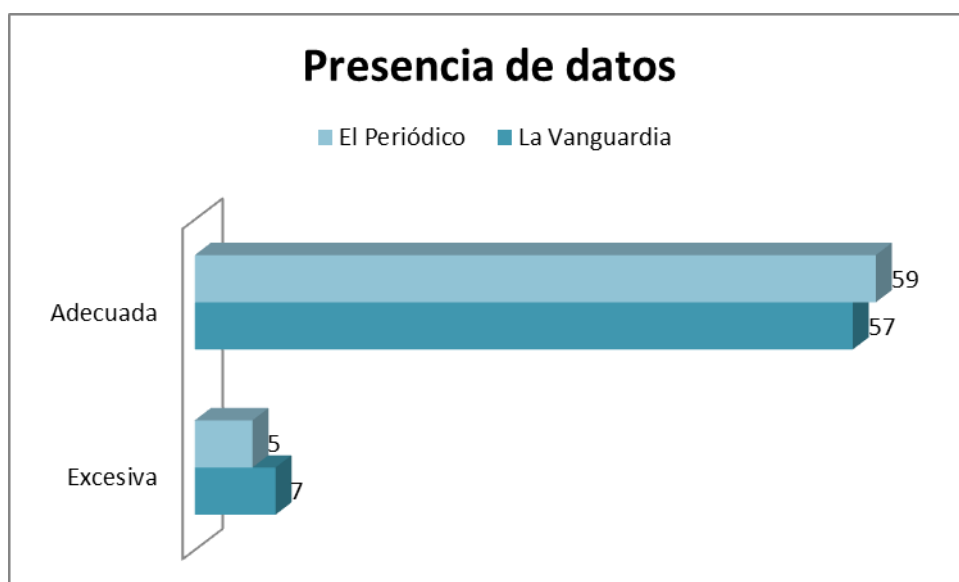 Presencia de datos
El Periódico La Vanguardia
59
Adecuada
57
5
Excesiva
7